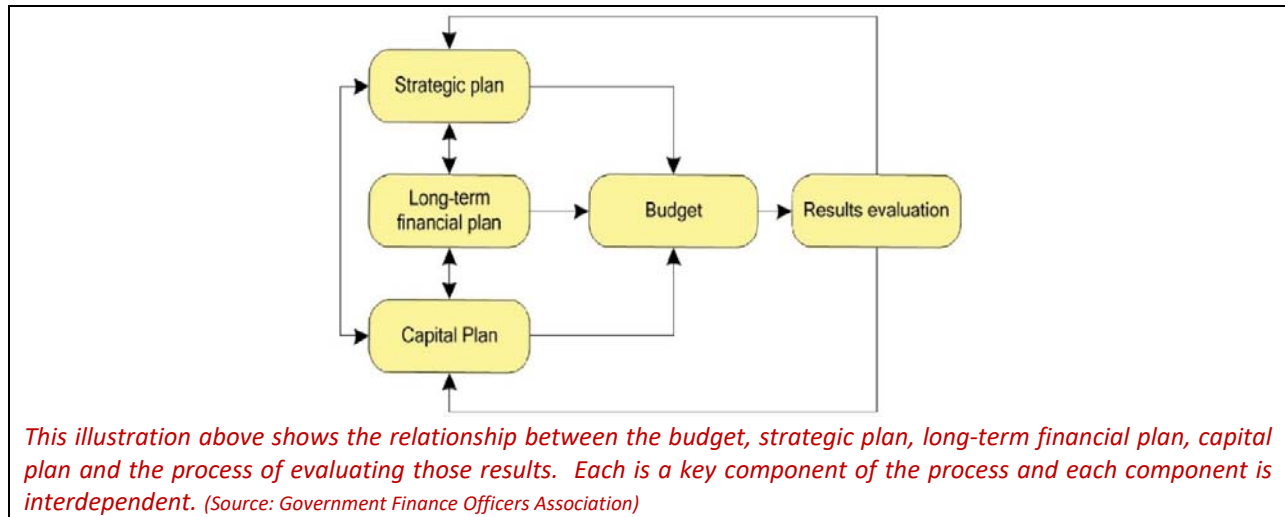 Strategic plan
Long-term
financial plan
Budget
Results evaluation
Capital Plan
This illustration above shows the relationship between the budget, strategic plan, long-term financial plan, capital
plan and the process of evaluating those results. Each is a key component of the process and each component is
interdependent. (Source: Government Finance Officers Association)